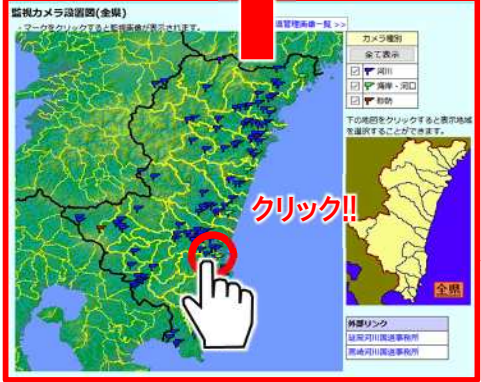 監視カメラ設置図(全県)
・マークをクリックすると監視画像が表示されます。
管理画像一覧 >>
カメラ種別
全て表示
河川
海岸・河口
砂防
下の地図をクリックすると表示地域
を選択することができます。
クリック!!
全県
外部リンク
延岡河川国道事務所
宮崎河川国道事務所